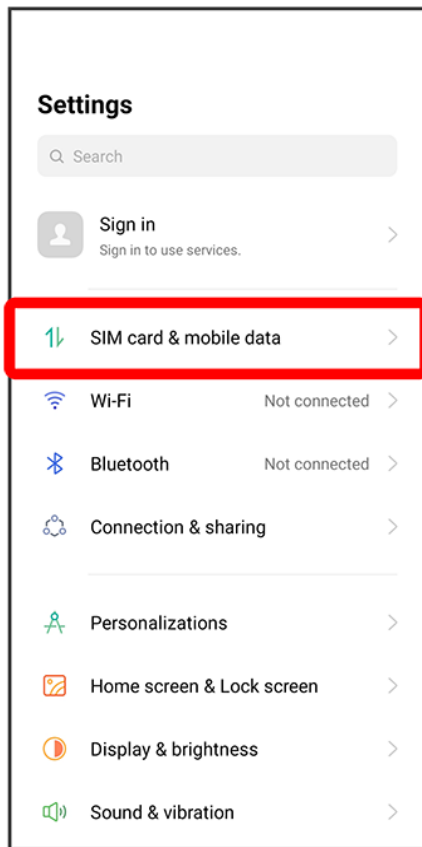 Settings
Search
Sign in
Sign in to use services.
SIM card & mobile data
Wi-Fi Not connected
Bluetooth Not connected
Connection & sharing
Personalizations
Home screen & Lock screen
Display & brightness
Sound & vibration